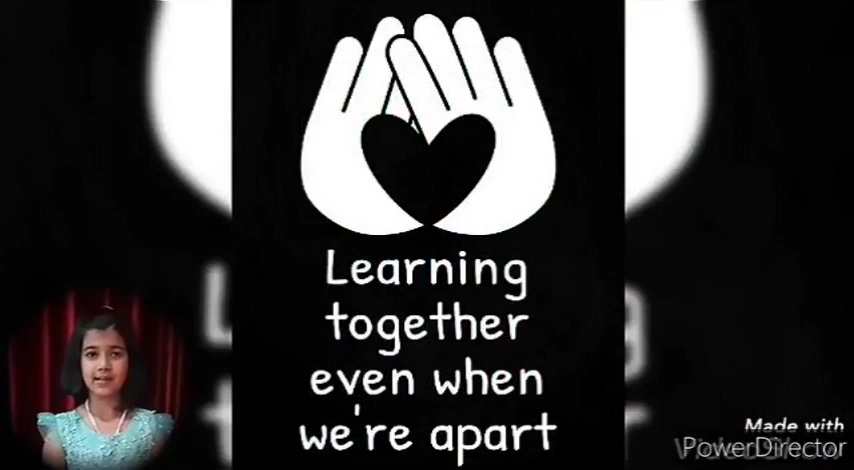 Learning
together
even when
we're apart
Made with
PowerDirector